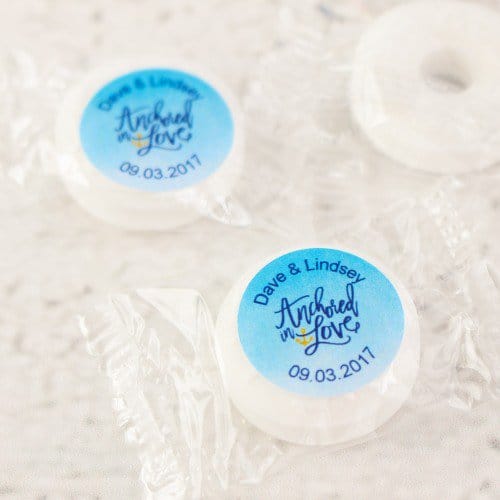 Dave & Lindsey
Anchored
in Love
09.03.2017
Dave & Lindsey
Anchored
in Love
09.03.2017